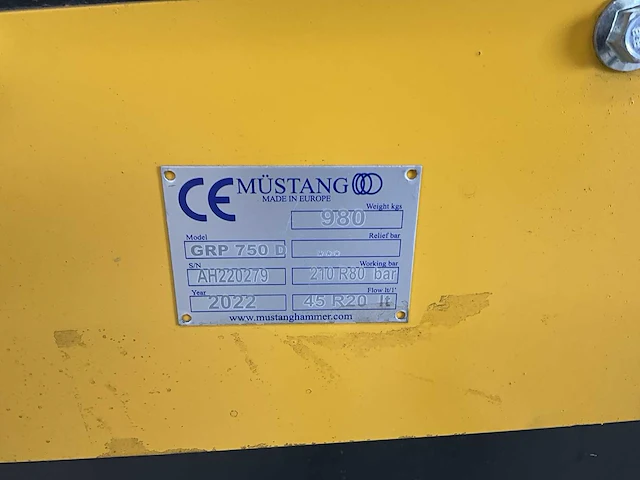 CE MÜSTANG
MADE IN EUROPE
Weight kgs
980
Model Relief bar
GRP 750 D ...
S/N Working bar
AH220279 210 R80 bar
Year Flow lt/1'
2022 45 R20 lt
www.mustanghammer.com